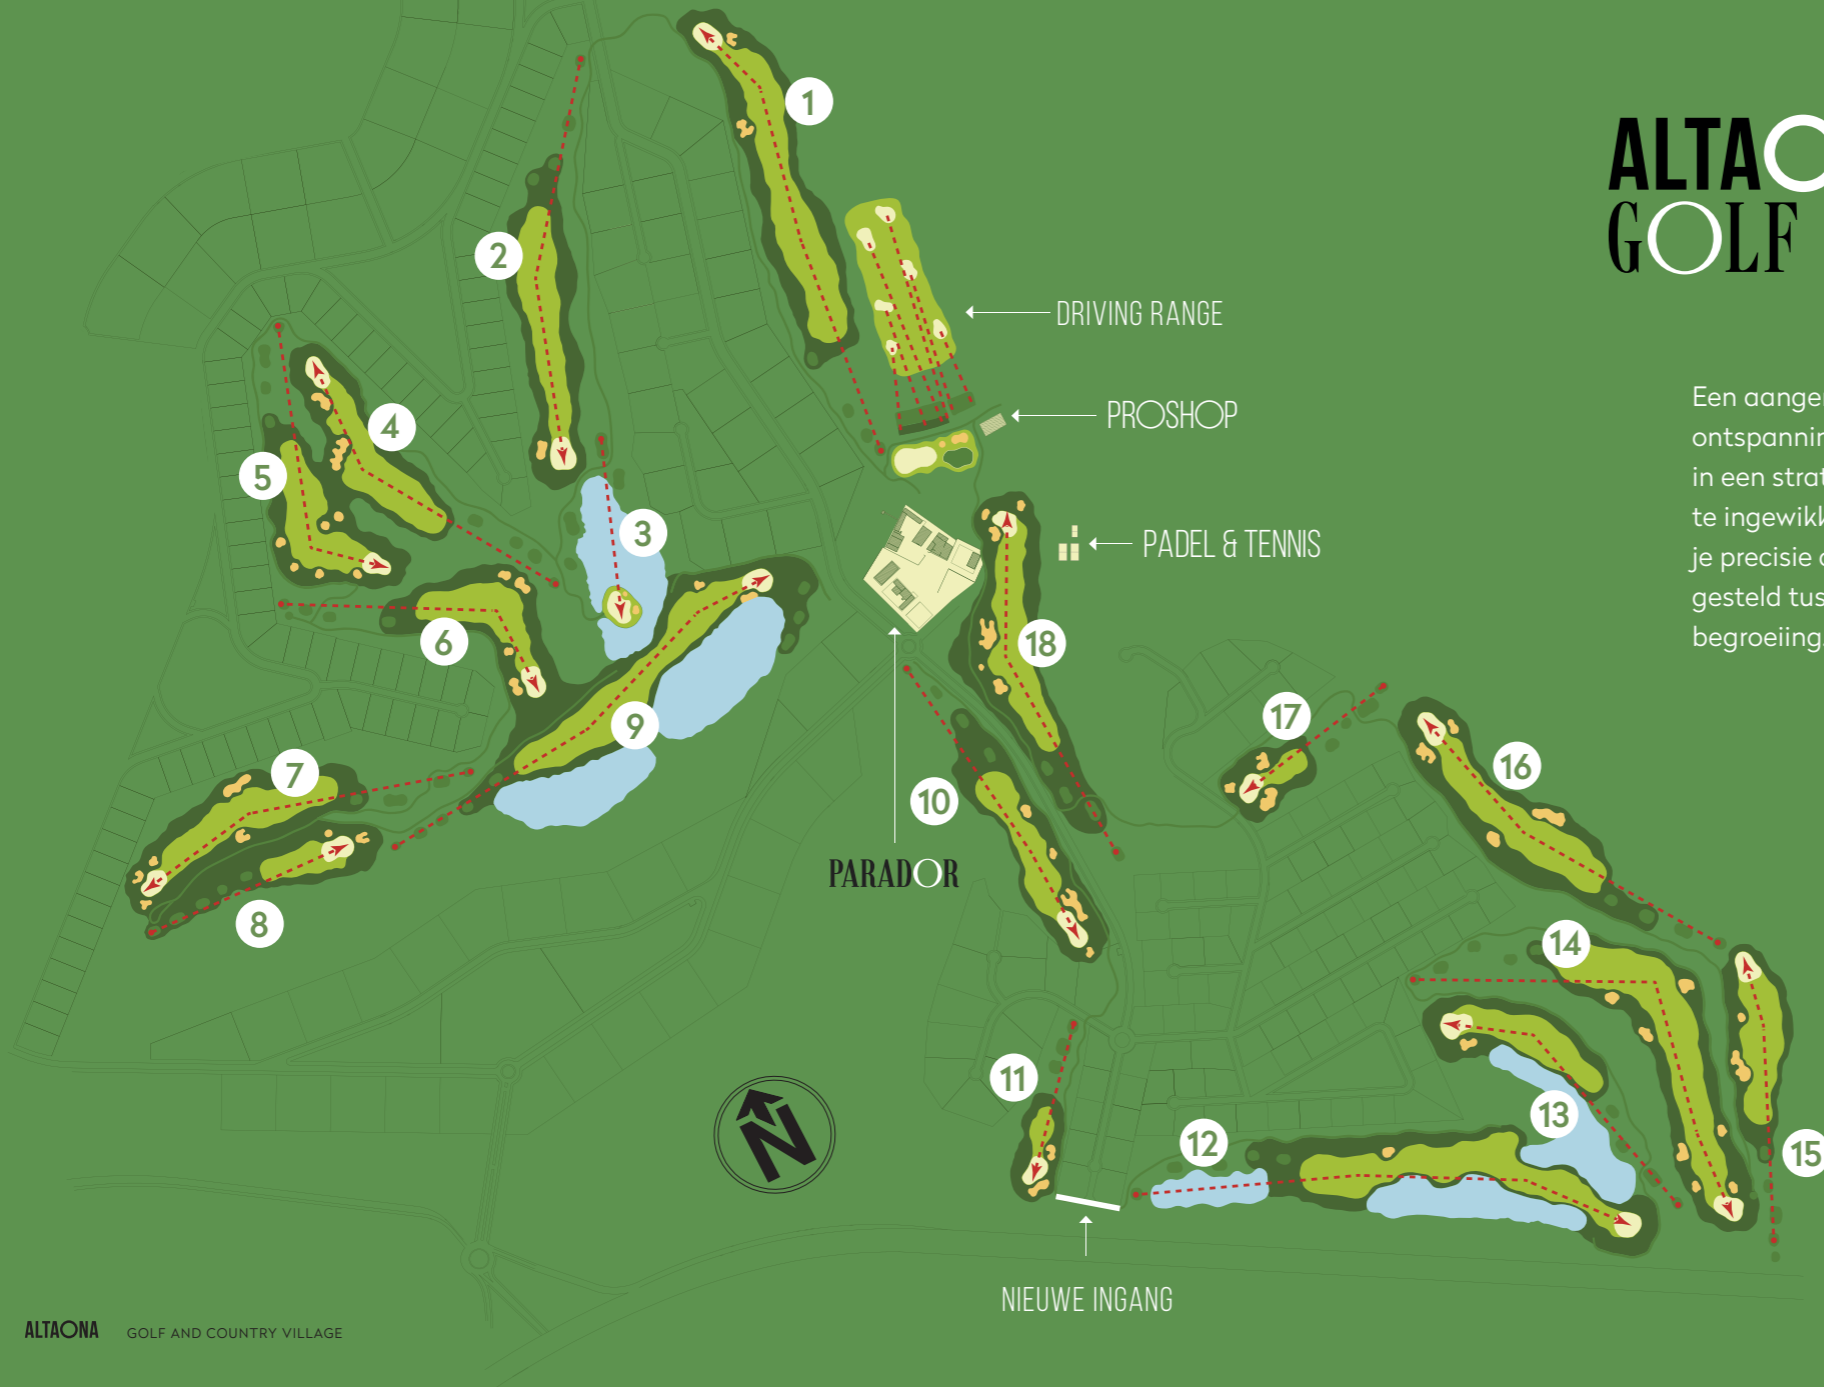 1
ALTAO
GOLF
2
DRIVING RANGE
Een aange
PROSHOP
4
ontspannin
5
in een strat
3
te ingewikk
PADEL & TENNIS
je precisie
gesteld tus
6
18
begroeiing.
17
9
7
16
10
PARADOR
8
14
11
13
12
15
N
NIEUWE INGANG
ALTAONA GOLF AND COUNTRY VILLAGE